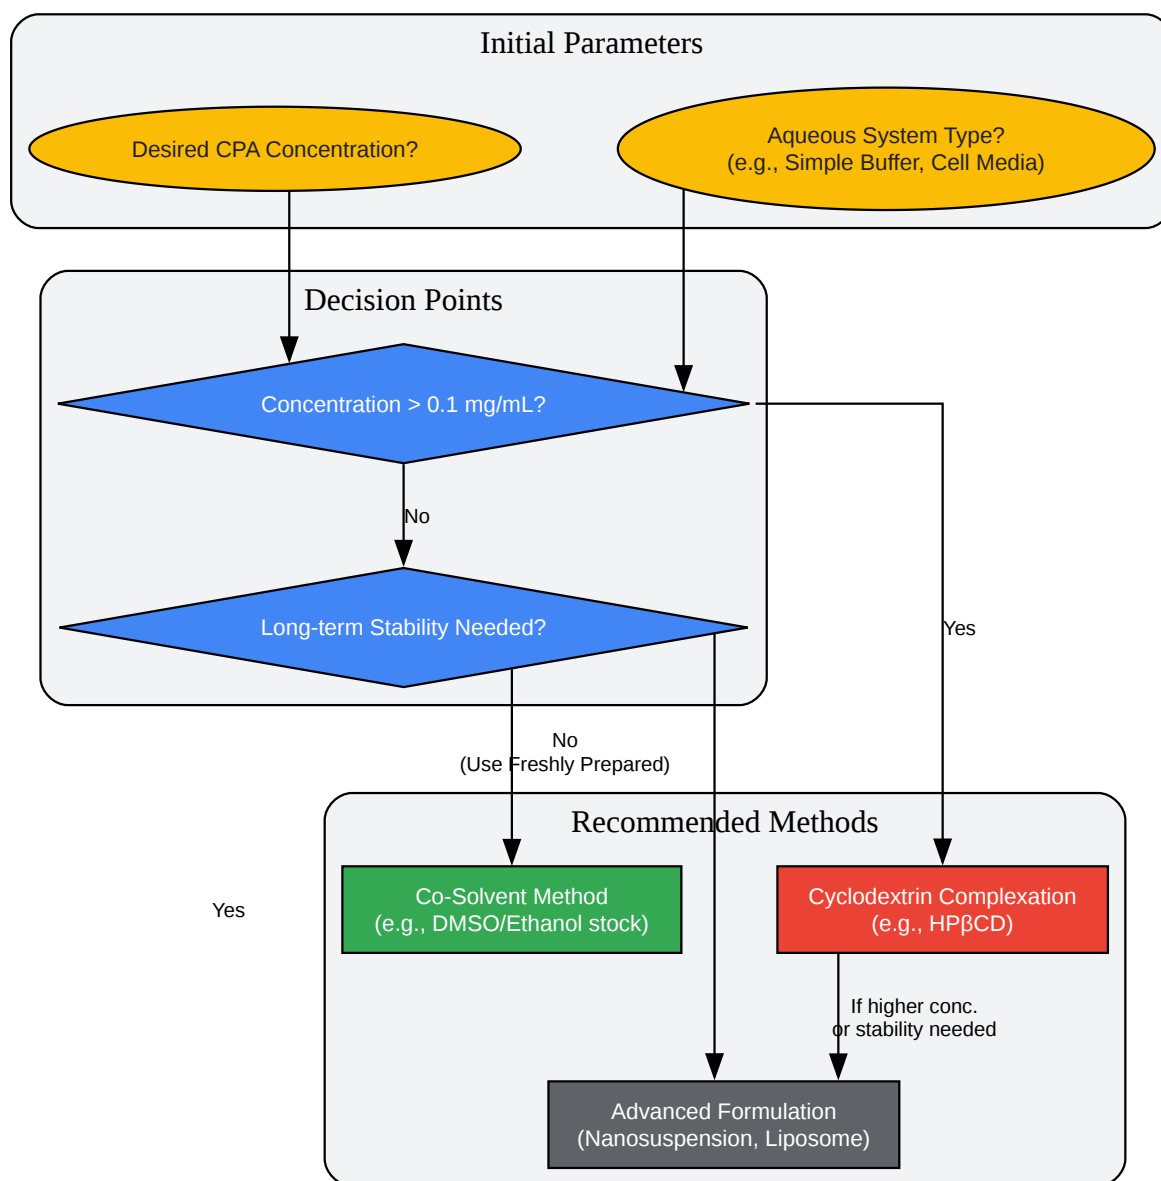 Initial Parameters
Desired CPA Concentration?
Aqueous System Type?
(e.g., Simple Buffer, Cell Media)
Decision Points
Concentration > 0.1 mg/mL?
No
Long-term Stability Needed?
Yes
No
(Use Freshly Prepared)
Recommended Methods
Co-Solvent Method
(e.g., DMSO/Ethanol stock)
Cyclodextrin Complexation
(e.g., HPβCD)
Yes
If higher conc.
or stability needed
Advanced Formulation
(Nanosuspension, Liposome)